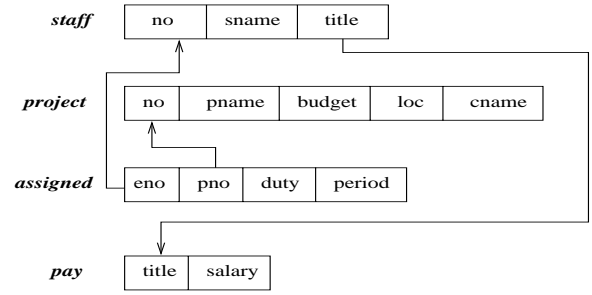 staff no sname title
project no pname budget loc cname
assigned eno pno duty period
pay title salary